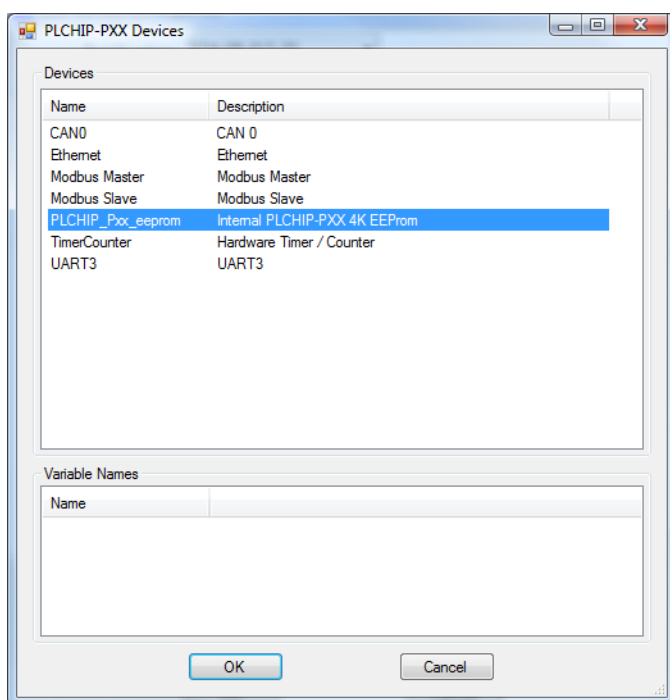 PLCHIP-PXX Devices
Devices
Name Description
CAN0 CAN 0
Ethernet Ethernet
Modbus Master Modbus Master
Modbus Slave Modbus Slave
PLCHIP_Pxx_eeprom Internal PLCHIP-PXX 4K EEProm
TimerCounter Hardware Timer / Counter
UART3 UART3
Variable Names
Name
OK Cancel